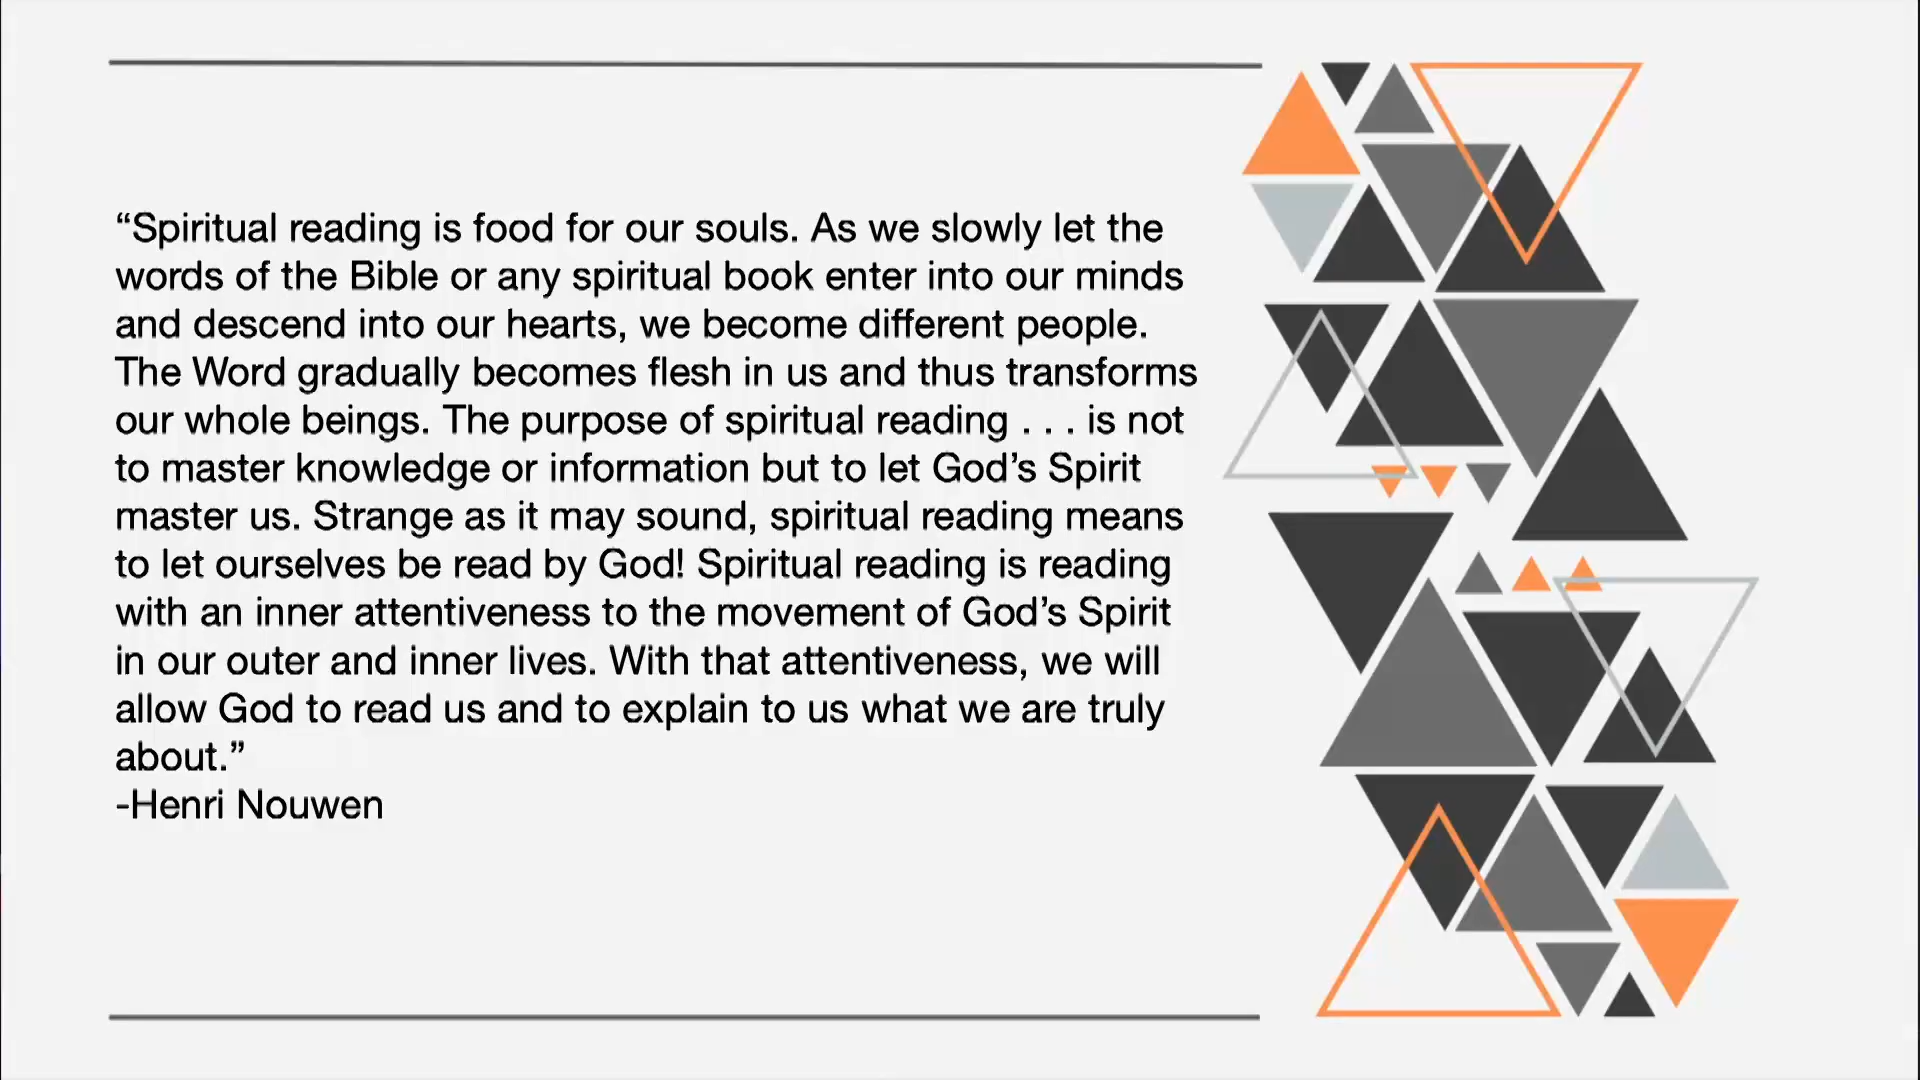 “Spiritual reading is food for our souls. As we slowly let the
words of the Bible or any spiritual book enter into our minds
and descend into our hearts, we become different people.
The Word gradually becomes flesh in us and thus transforms
our whole beings. The purpose of spiritual reading . . . is not
to master knowledge or information but to let God’s Spirit
master us. Strange as it may sound, spiritual reading means
to let ourselves be read by God! Spiritual reading is reading
with an inner attentiveness to the movement of God’s Spirit
in our outer and inner lives. With that attentiveness, we will
allow God to read us and to explain to us what we are truly
about.”
-Henri Nouwen